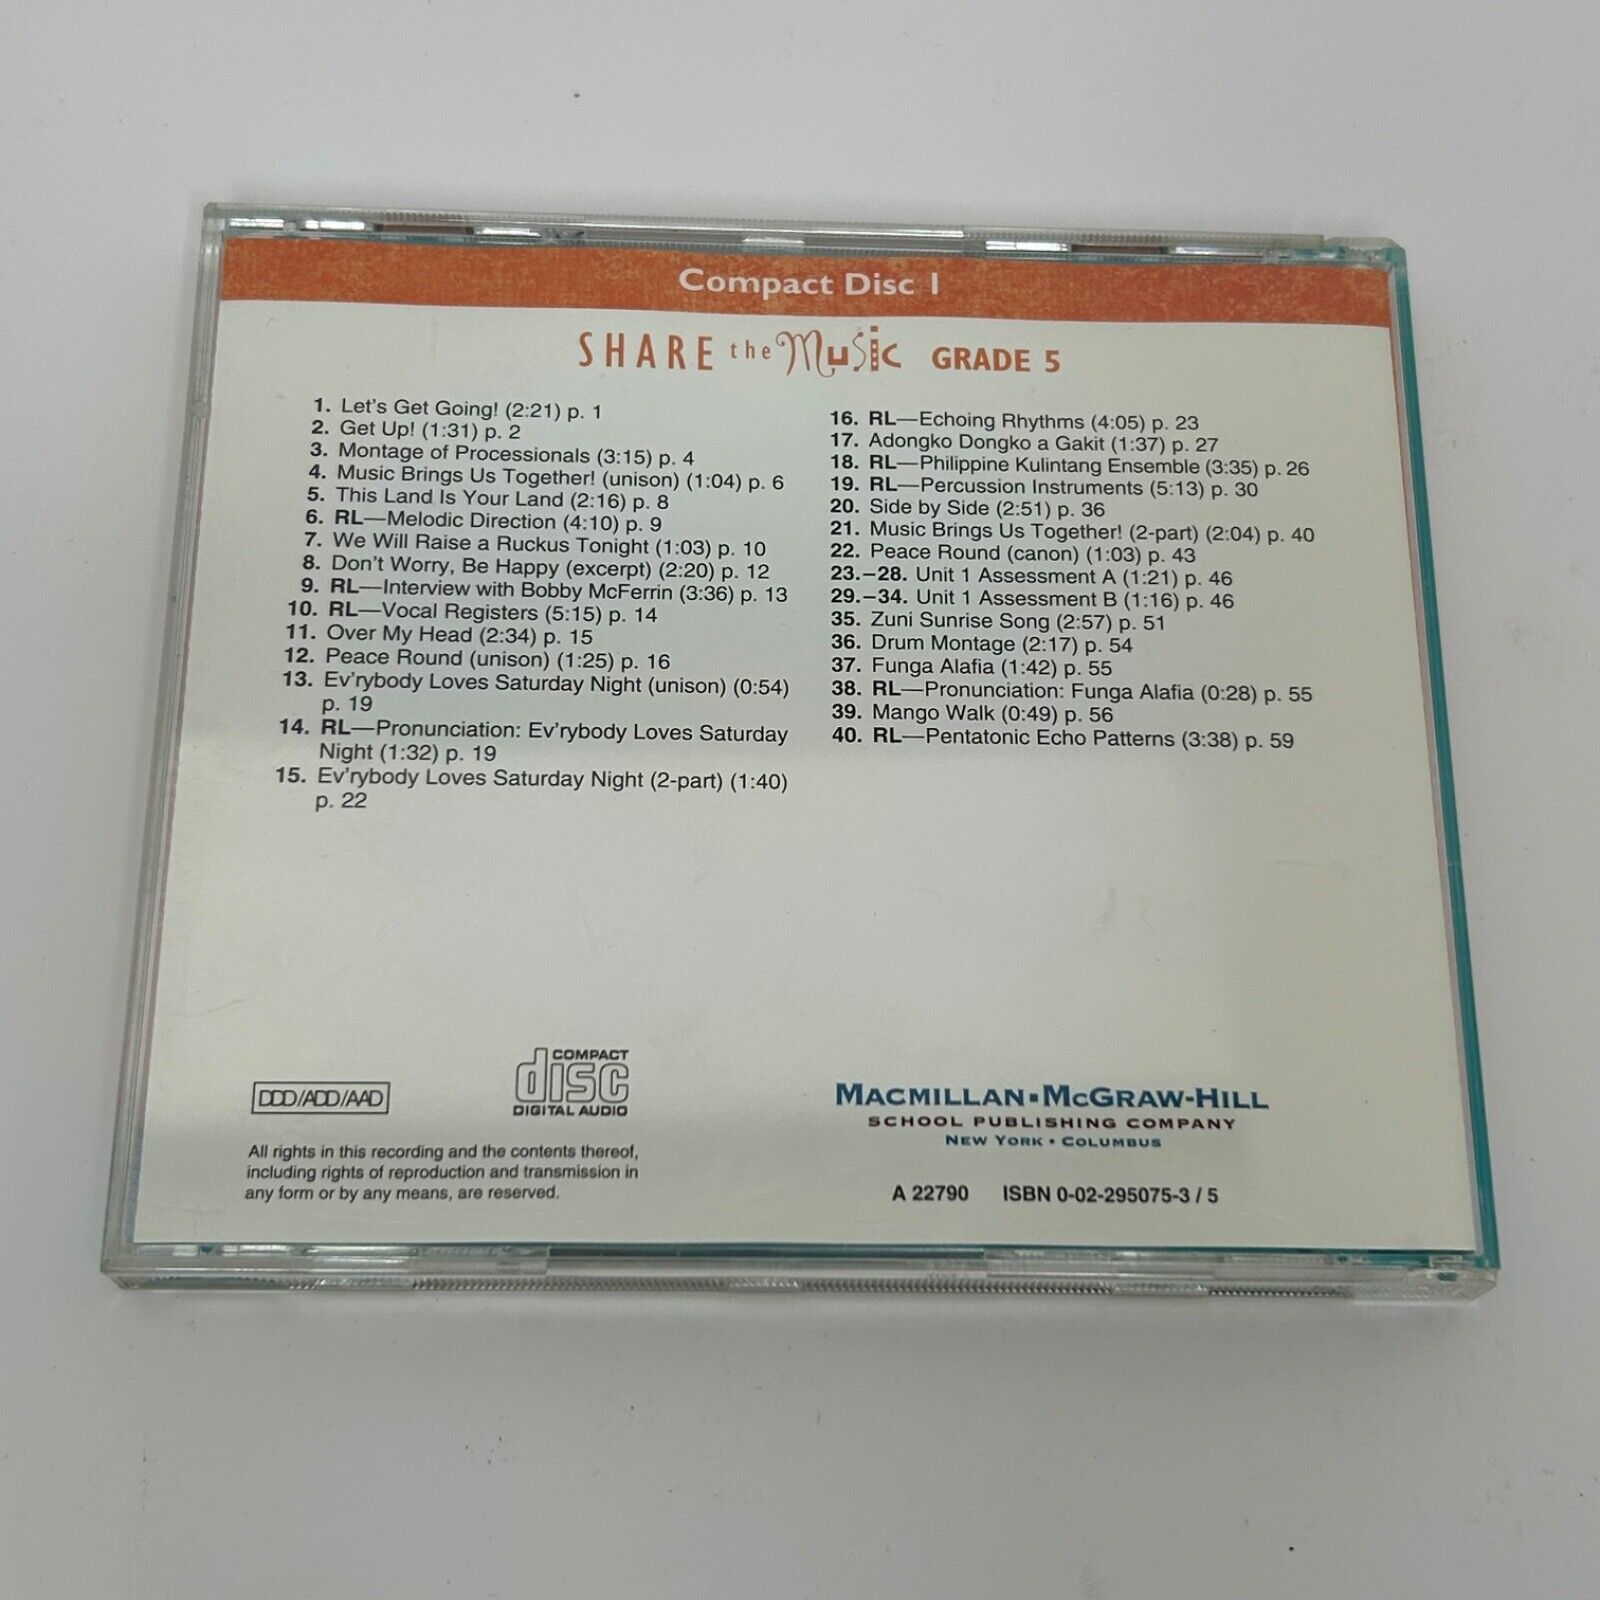 Compact Disc 1
SHARE the MUSIC GRADE 5
1. Let's Get Going! (2:21) p. 1
2. Get Up! (1:31) p. 2
3. Montage of Processionals (3:15) p. 4
4. Music Brings Us Together! (unison) (1:04) p. 6
5. This Land Is Your Land (2:16) p. 8
6. RL—Melodic Direction (4:10) p. 9
7. We Will Raise a Ruckus Tonight (1:03) p. 10
8. Don't Worry, Be Happy (excerpt) (2:20) p. 12
9. RL—Interview with Bobby McFerrin (3:36) p. 13
10. RL—Vocal Registers (5:15) p. 14
11. Over My Head (2:34) p. 15
12. Peace Round (unison) (1:25) p. 16
13. Ev'rybody Loves Saturday Night (unison) (0:54)
p. 19
14. RL—Pronunciation: Ev'rybody Loves Saturday
Night (1:32) p. 19
15. Ev'rybody Loves Saturday Night (2-part) (1:40)
p. 22
16. RL—Echoing Rhythms (4:05) p. 23
17. Adongko Dongko a Gakit (1:37) p. 27
18. RL—Philippine Kulintang Ensemble (3:35) p. 26
19. RL—Percussion Instruments (5:13) p. 30
20. Side by Side (2:51) p. 36
21. Music Brings Us Together! (2-part) (2:04) p. 40
22. Peace Round (canon) (1:03) p. 43
23.–28. Unit 1 Assessment A (1:21) p. 46
29.–34. Unit 1 Assessment B (1:16) p. 46
35. Zuni Sunrise Song (2:57) p. 51
36. Drum Montage (2:17) p. 54
37. Funga Alafia (1:42) p. 55
38. RL—Pronunciation: Funga Alafia (0:28) p. 55
39. Mango Walk (0:49) p. 56
40. RL—Pentatonic Echo Patterns (3:38) p. 59
DDD/ADD/AAD
COMPACT
disc
DIGITAL AUDIO
All rights in this recording and the contents thereof,
including rights of reproduction and transmission in
any form or by any means, are reserved.
MACMILLAN▪MCGRAW-HILL
SCHOOL PUBLISHING COMPANY
NEW YORK • COLUMBUS
A 22790 ISBN 0-02-295075-3 / 5